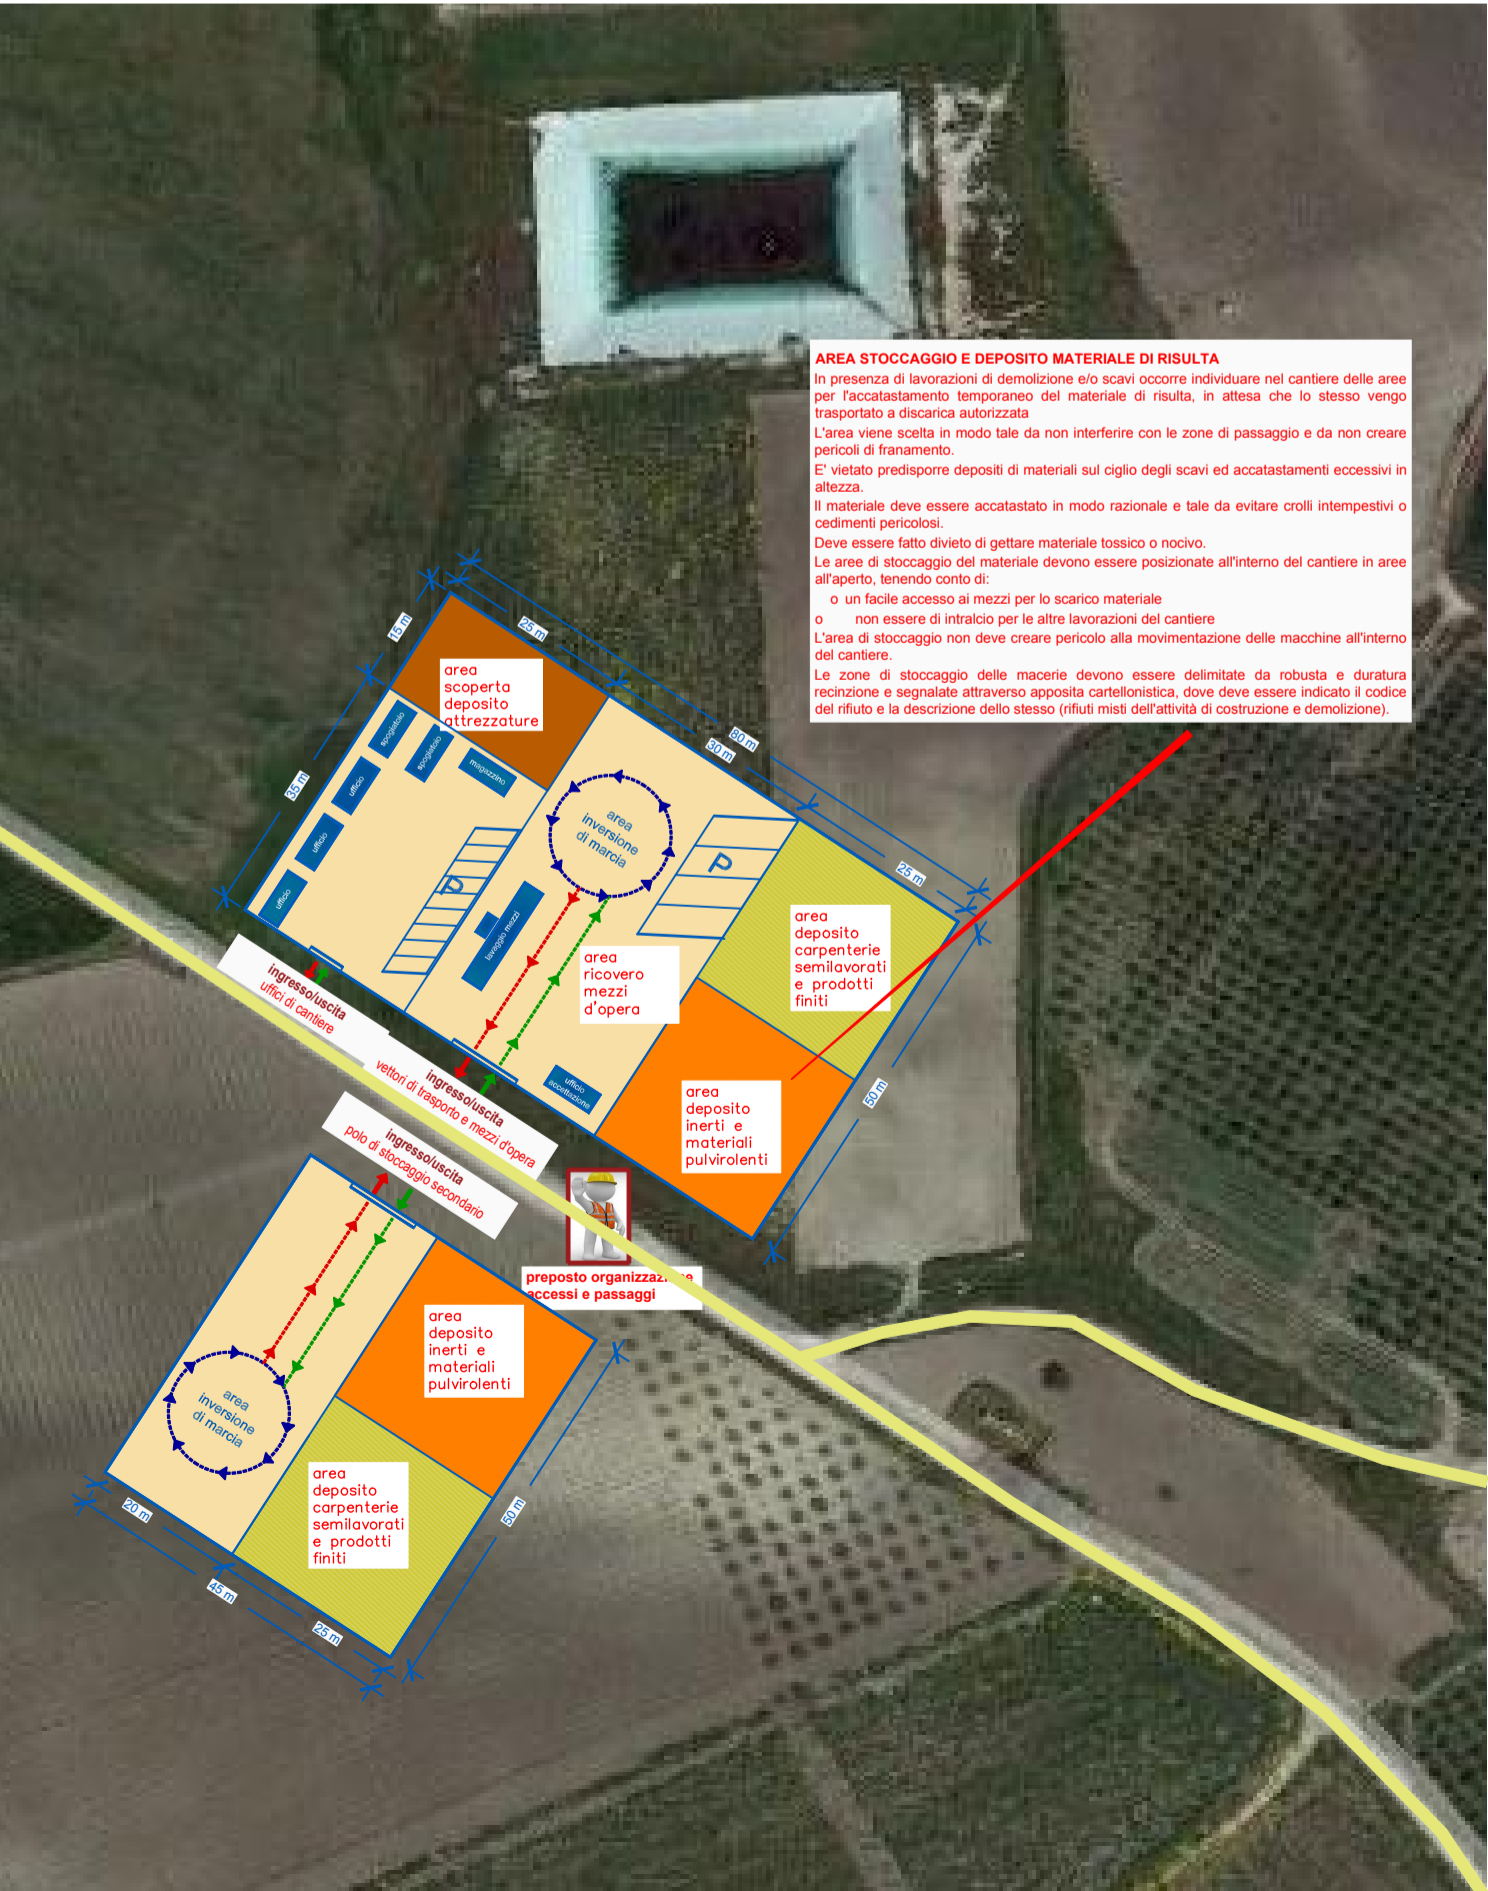 AREA STOCCAGGIO E DEPOSITO MATERIALE DI RISULTA
In presenza di lavorazioni di demolizione e/o scavi occorre individuare nel cantiere delle aree
per l'accatastamento temporaneo del materiale di risulta, in attesa che lo stesso vengo
trasportato a discarica autorizzata
L'area viene scelta in modo tale da non interferire con le zone di passaggio e da non creare
pericoli di franamento.
E' vietato predisporre depositi di materiali sul ciglio degli scavi ed accatastamenti eccessivi in
altezza.
Il materiale deve essere accatastato in modo razionale e tale da evitare crolli intempestivi o
cedimenti pericolosi.
Deve essere fatto divieto di gettare materiale tossico o nocivo.
Le aree di stoccaggio del materiale devono essere posizionate all'interno del cantiere in aree
all'aperto, tenendo conto di:
o un facile accesso ai mezzi per lo scarico materiale
o non essere di intralcio per le altre lavorazioni del cantiere
L'area di stoccaggio non deve creare pericolo alla movimentazione delle macchine all'interno
del cantiere.
Le zone di stoccaggio delle macerie devono essere delimitate da robusta e duratura
recinzione e segnalate attraverso apposita cartellonistica, dove deve essere indicato il codice
del rifiuto e la descrizione dello stesso (rifiuti misti dell'attività di costruzione e demolizione).
15 m
25 m
80 m
30 m
25 m
35 m
50 m
area
scoperta
deposito
attrezzature
spogliatoio
spogliatoio
magazzino
ufficio
ufficio
ufficio
P
area
inversione
di marcia
P
lavaggio mezzi
area
ricovero
mezzi
d'opera
area
deposito
carpenterie
semilavorati
e prodotti
finiti
ufficio
accettazione
area
deposito
inerti e
materiali
pulvirolenti
ingresso/uscita
uffici di cantiere
ingresso/uscita
vettori di trasporto e mezzi d'opera
ingresso/uscita
polo di stoccaggio secondario
preposto organizzazione
accessi e passaggi
area
deposito
inerti e
materiali
pulvirolenti
area
inversione
di marcia
area
deposito
carpenterie
semilavorati
e prodotti
finiti
20 m
45 m
25 m
50 m